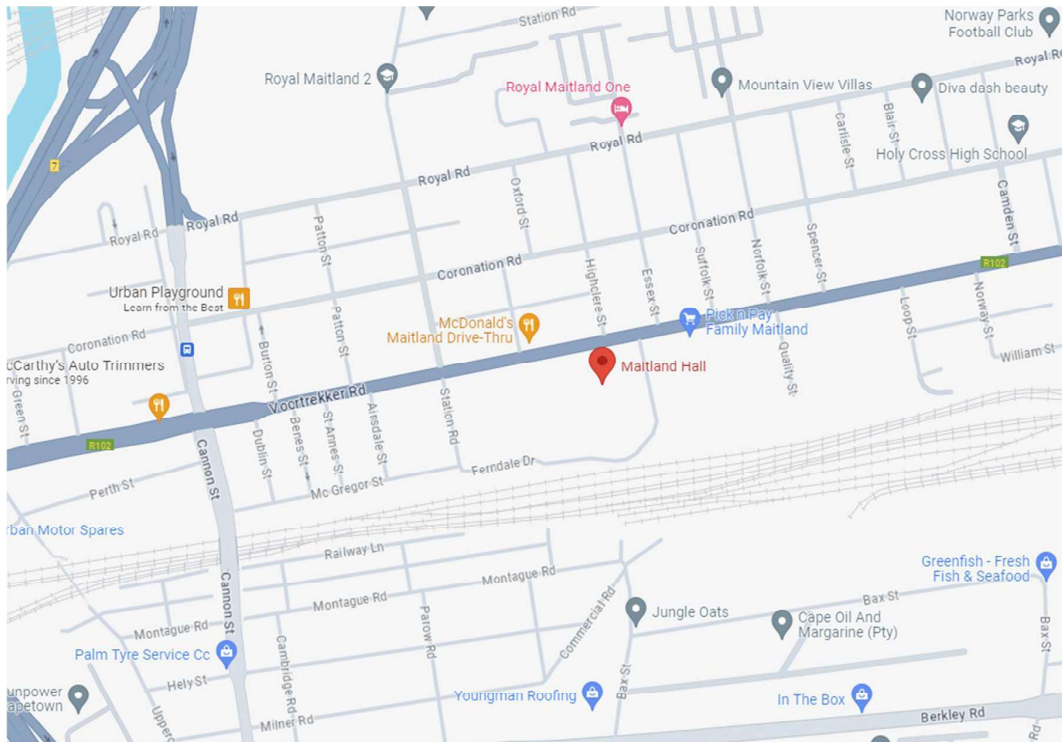 Station Rd
Norway Parks
Football Club
Royal Rd
Royal Maitland 2
Royal Maitland One
Mountain View Villas
Diva dash beauty
Carlisle St
Blair St
Holy Cross High School
7
Royal Rd
Royal Rd
Oxford St
Camden St
Royal Rd
Royal Rd
Patton St
Coronation Rd
Coronation Rd
Spencer St
Norfolk St
Suffolk St
Highclere St
Essex St
R102
Urban Playground
Learn from the Best
Loop St
Norway St
Coronation Rd
Patton St
McDonald's
Maitland Drive-Thru
Pick n Pay
Family Maitland
William St
cCarthy's Auto Trimmers
rving since 1996
Burton St
Maitland Hall
Quality St
Green St
Voortrekker Rd
R102
Cannon St
Dublin St
Benes St
St Annes St
Airsdale St
Station Rd
Ferndale Dr
Mc Gregor St
Perth St
rban Motor Spares
Railway Ln
Montague Rd
Greenfish - Fresh
Fish & Seafood
Cannon St
Montague Rd
Commercial Rd
Bax St
Jungle Oats
Cape Oil And
Margarine (Pty)
Montague Rd
Parow Rd
Bax St
Palm Tyre Service Cc
Cambridge Rd
Hely St
Bax St
unpower
apetown
Youngman Roofing
In The Box
Milner Rd
Berkley Rd
Rd